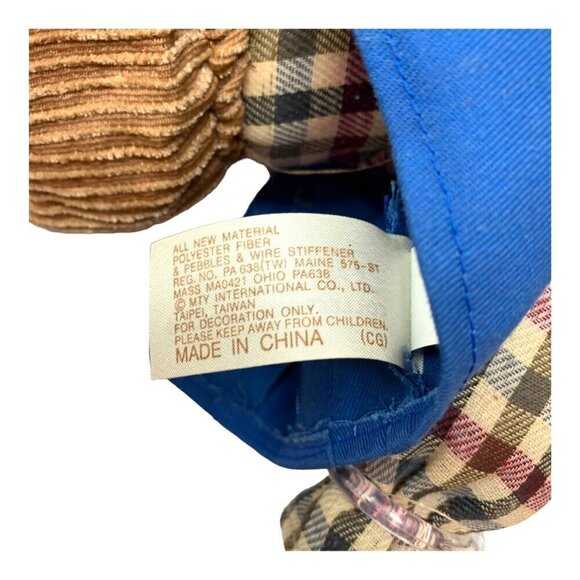 ALL NEW MATERIAL
POLYESTER FIBER
& PEBBLES & WIRE STIFFENER
REG. NO. PA 638(TW) MAINE 575-ST
MASS MA0421 OHIO PA63B
© MTY INTERNATIONAL CO., LTD.
TAIPEI, TAIWAN
FOR DECORATION ONLY.
PLEASE KEEP AWAY FROM CHILDREN.
MADE IN CHINA (CG)